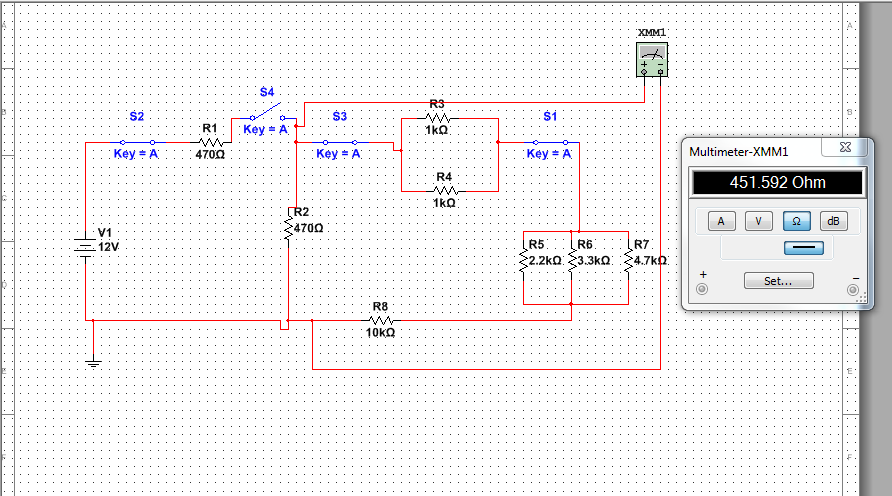 XMM1
S4
Key = A
S2
Key = A
R1
470Ω
S3
Key = A
R3
1kΩ
S1
Key = A
R4
1kΩ
R2
470Ω
V1
12V
R5
2.2kΩ
R6
3.3kΩ
R7
4.7kΩ
R8
10kΩ
Multimeter-XMM1
451.592 Ohm
A V Ω dB
+ Set... −
A
B
C
D
E
F
A
B
E
F